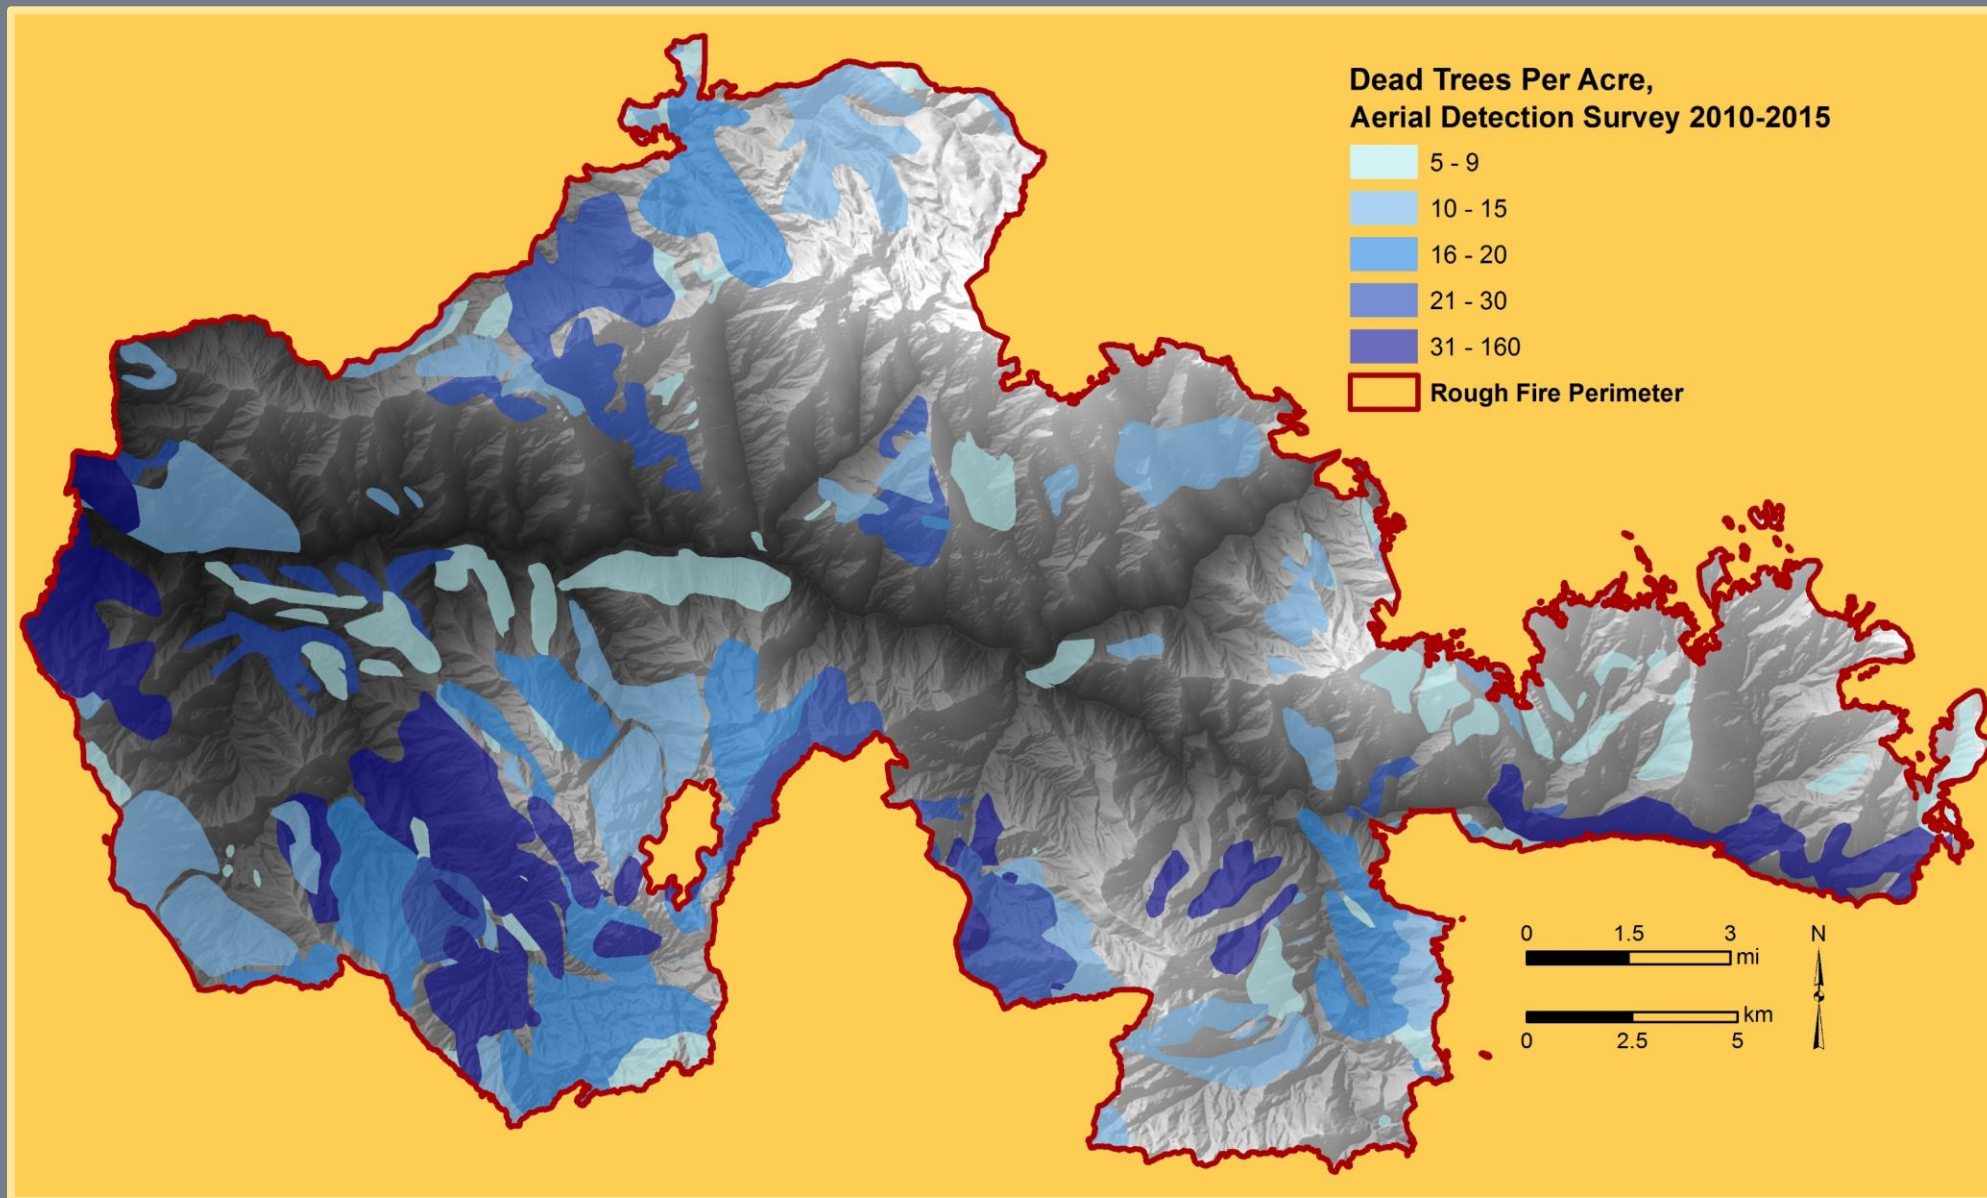 Dead Trees Per Acre,
Aerial Detection Survey 2010-2015
5 - 9
10 - 15
16 - 20
21 - 30
31 - 160
Rough Fire Perimeter
0 1.5 3 mi
N
km
0 2.5 5